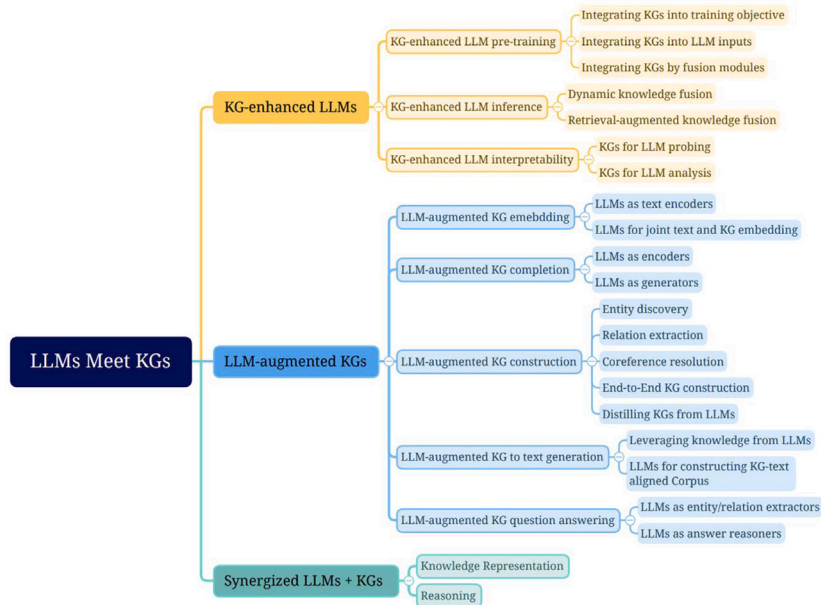 LLMs Meet KGs
KG-enhanced LLMs
KG-enhanced LLM pre-training
Integrating KGs into training objective
Integrating KGs into LLM inputs
Integrating KGs by fusion modules
KG-enhanced LLM inference
Dynamic knowledge fusion
Retrieval-augmented knowledge fusion
KG-enhanced LLM interpretability
KGs for LLM probing
KGs for LLM analysis
LLM-augmented KGs
LLM-augmented KG emebdding
LLMs as text encoders
LLMs for joint text and KG embedding
LLM-augmented KG completion
LLMs as encoders
LLMs as generators
LLM-augmented KG construction
Entity discovery
Relation extraction
Coreference resolution
End-to-End KG construction
Distilling KGs from LLMs
LLM-augmented KG to text generation
Leveraging knowledge from LLMs
LLMs for constructing KG-text
aligned Corpus
LLM-augmented KG question answering
LLMs as entity/relation extractors
LLMs as answer reasoners
Synergized LLMs + KGs
Knowledge Representation
Reasoning